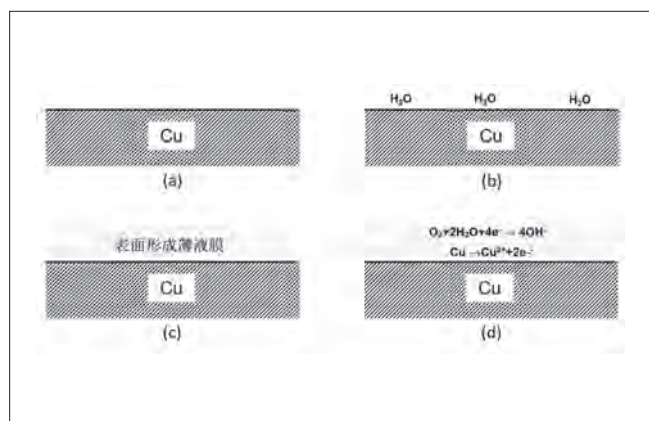 Cu
(a)
H₂O H₂O H₂O
Cu
(b)
表面形成薄液膜
Cu
(c)
O₂+2H₂O+4e⁻ → 4OH⁻
Cu →Cu²⁺+2e⁻
Cu
(d)